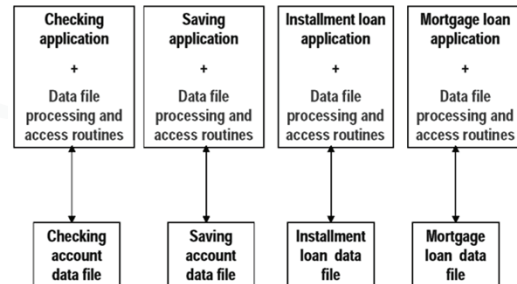 Checking
application
+
Data file
processing and
access routines
Saving
application
+
Data file
processing and
access routines
Installment loan
application
+
Data file
processing and
access routines
Mortgage loan
application
+
Data file
processing and
access routines
Checking
account
data file
Saving
account
data file
Installment
loan data
file
Mortgage
loan data
file